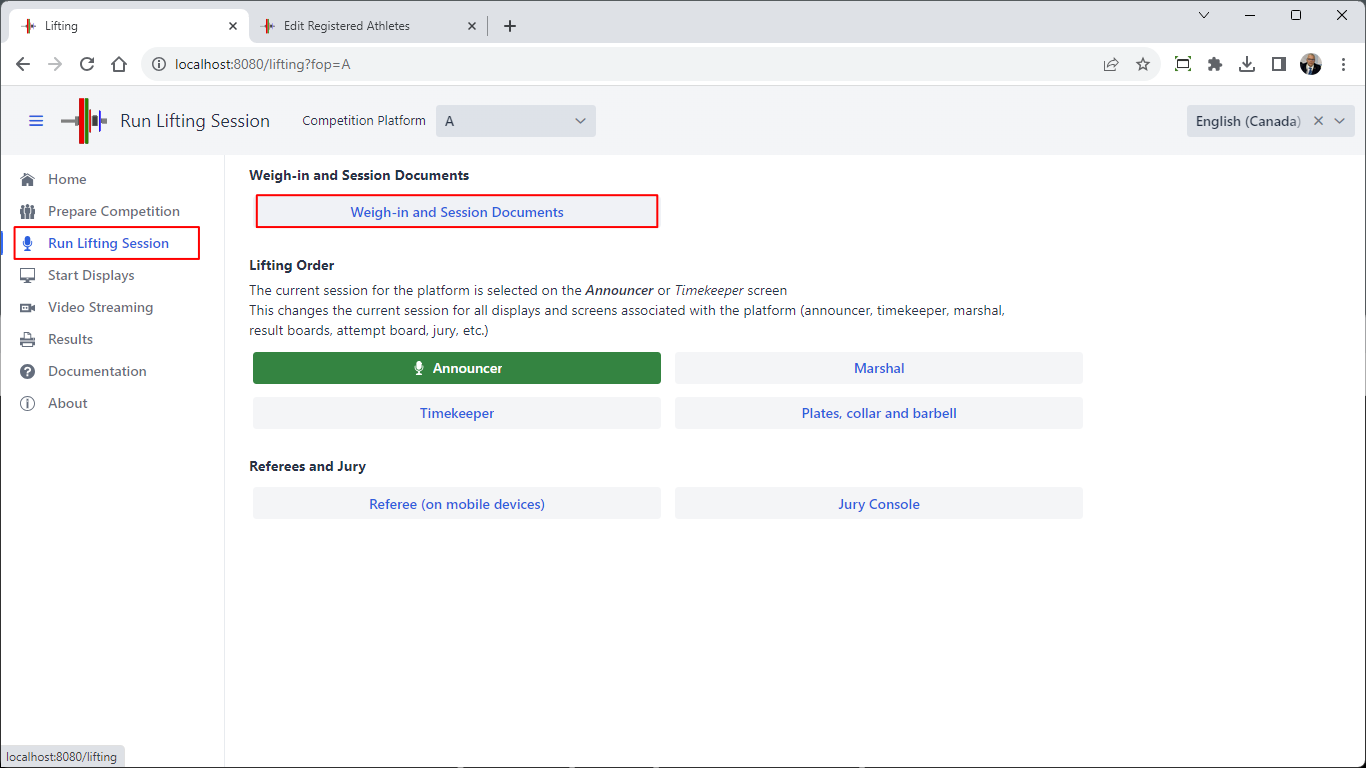 Lifting
Edit Registered Athletes
localhost:8080/lifting?fop=A
Run Lifting Session
Competition Platform
A
English (Canada)
Home
Prepare Competition
Run Lifting Session
Start Displays
Video Streaming
Results
Documentation
About
Weigh-in and Session Documents
Weigh-in and Session Documents
Lifting Order
The current session for the platform is selected on the Announcer or Timekeeper screen
This changes the current session for all displays and screens associated with the platform (announcer, timekeeper, marshal,
result boards, attempt board, jury, etc.)
Announcer
Marshal
Timekeeper
Plates, collar and barbell
Referees and Jury
Referee (on mobile devices)
Jury Console
localhost:8080/lifting